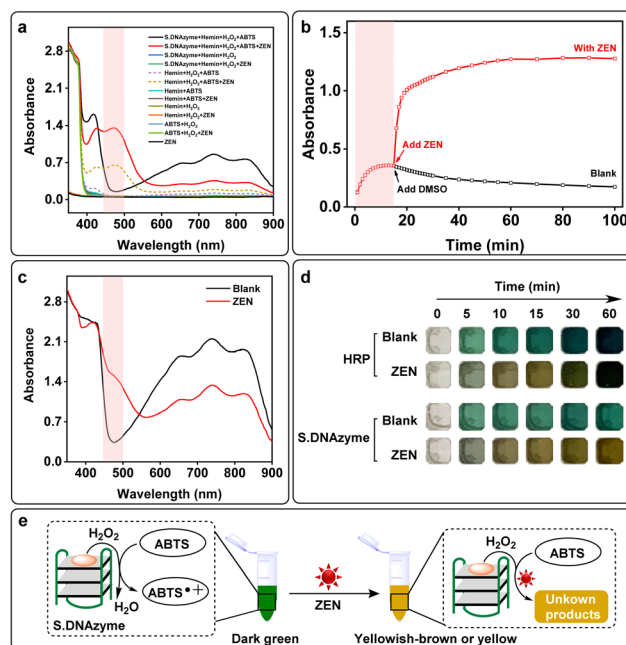 a
S.DNAzyme+Hemin+H₂O₂+ABTS
S.DNAzyme+Hemin+H₂O₂+ABTS+ZEN
S.DNAzyme+Hemin+H₂O₂
S.DNAzyme+Hemin+H₂O₂+ZEN
Hemin+H₂O₂+ABTS
Hemin+H₂O₂+ABTS+ZEN
Hemin+ABTS
Hemin+ABTS+ZEN
Hemin+H₂O₂
Hemin+H₂O₂+ZEN
ABTS+H₂O₂
ABTS+H₂O₂+ZEN
ZEN
Absorbance
2.8
2.1
1.4
0.7
0.0
400 500 600 700 800 900
Wavelength (nm)
b
Absorbance
1.5
1.0
0.5
0.0
With ZEN
Add ZEN
Blank
Add DMSO
0 20 40 60 80 100
Time (min)
c
Blank
ZEN
Absorbance
2.8
2.1
1.4
0.7
0.0
400 500 600 700 800 900
Wavelength (nm)
d
Time (min)
0 5 10 15 30 60
HRP
Blank
ZEN
S.DNAzyme
Blank
ZEN
e
H₂O₂
ABTS
ABTS•+
H₂O
S.DNAzyme
Dark green
ZEN
Yellowish-brown or yellow
H₂O₂
ABTS
Unkown
products